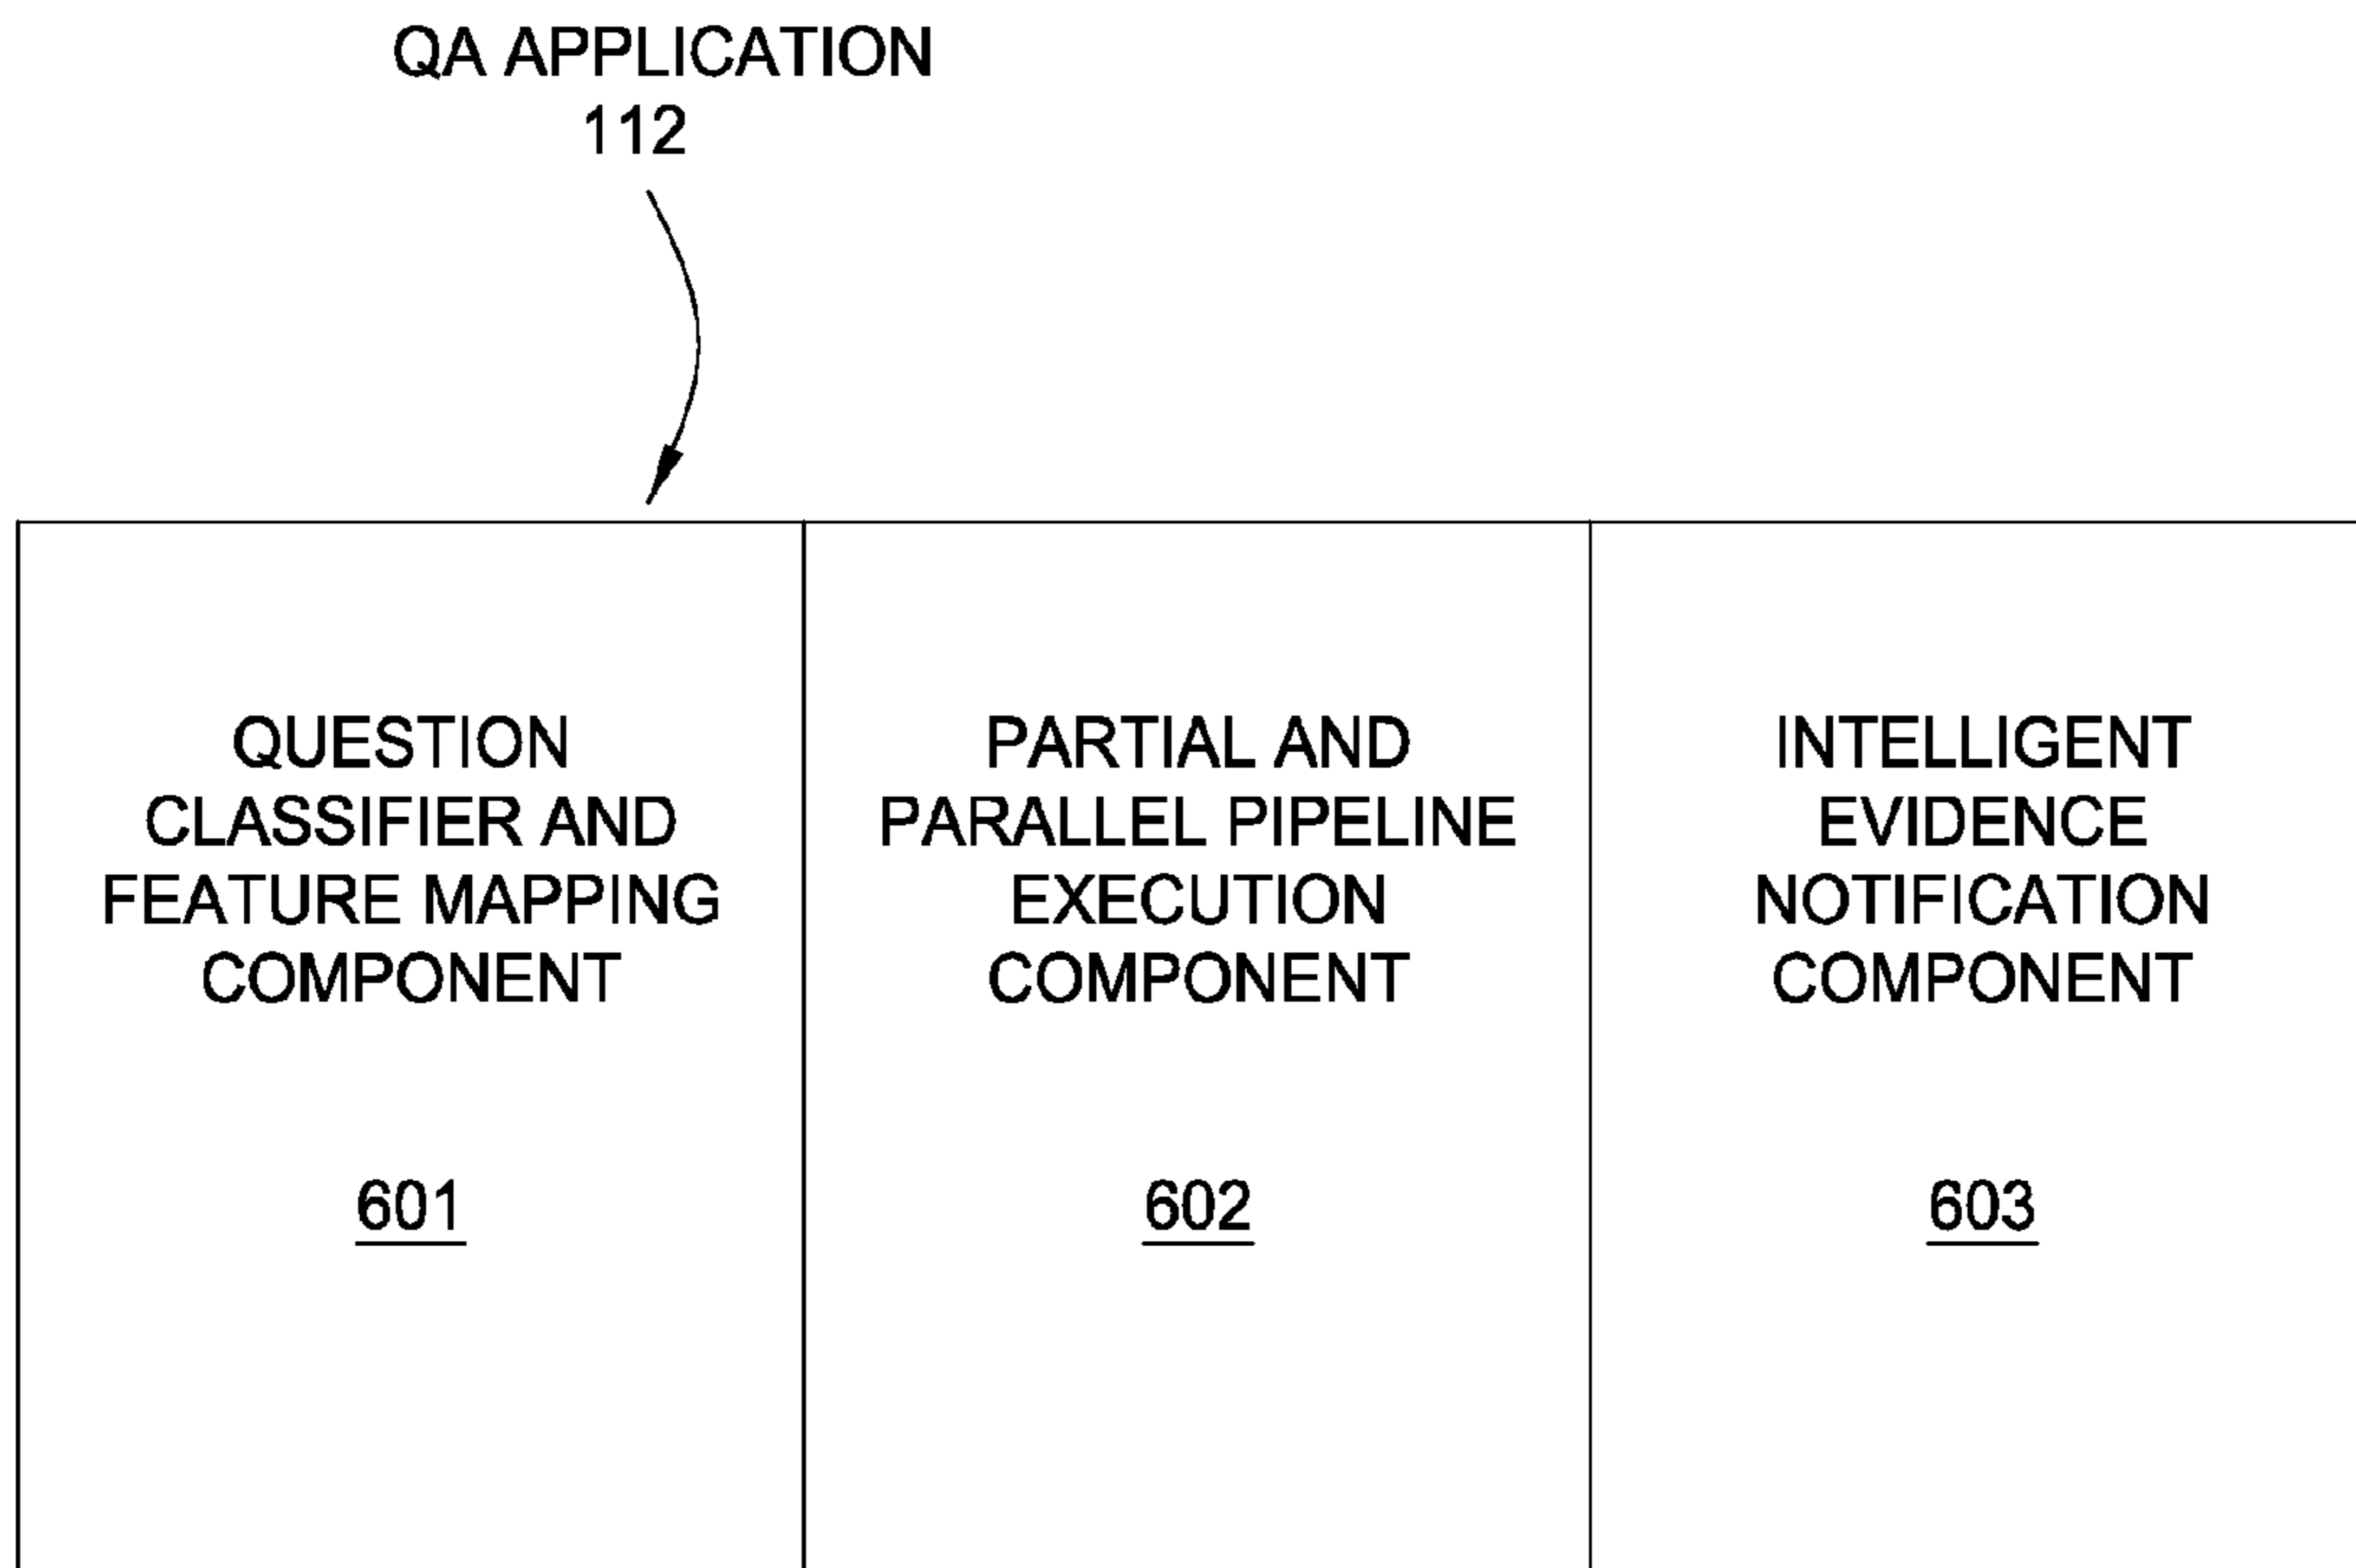 QA APPLICATION
112
QUESTION
CLASSIFIER AND
FEATURE MAPPING
COMPONENT
601
PARTIAL AND
PARALLEL PIPELINE
EXECUTION
COMPONENT
602
INTELLIGENT
EVIDENCE
NOTIFICATION
COMPONENT
603